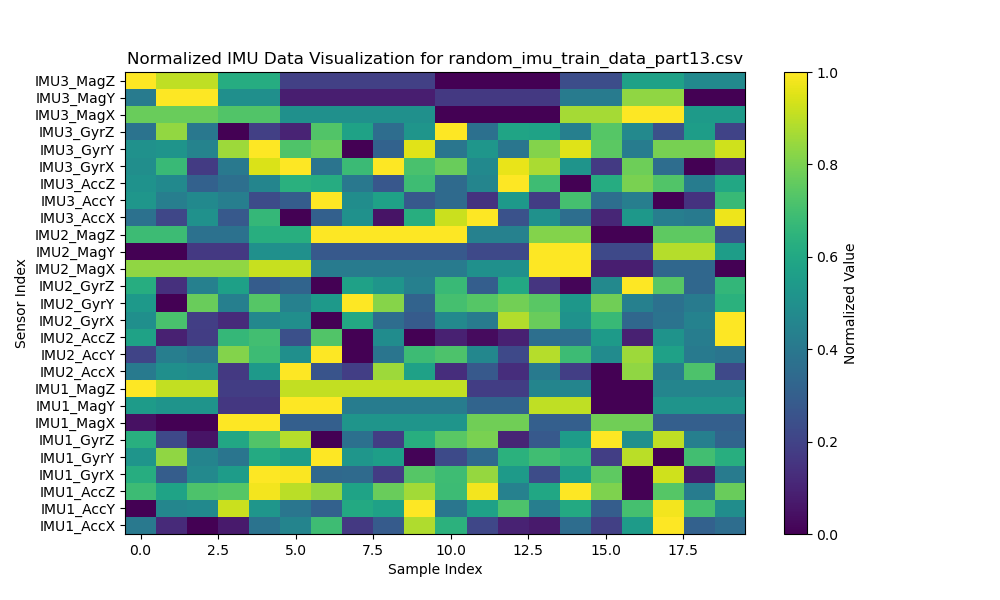 Normalized IMU Data Visualization for random_imu_train_data_part13.csv
IMU3_MagZ
IMU3_MagY
IMU3_MagX
IMU3_GyrZ
IMU3_GyrY
IMU3_GyrX
IMU3_AccZ
IMU3_AccY
IMU3_AccX
IMU2_MagZ
IMU2_MagY
IMU2_MagX
IMU2_GyrZ
IMU2_GyrY
IMU2_GyrX
IMU2_AccZ
IMU2_AccY
IMU2_AccX
IMU1_MagZ
IMU1_MagY
IMU1_MagX
IMU1_GyrZ
IMU1_GyrY
IMU1_GyrX
IMU1_AccZ
IMU1_AccY
IMU1_AccX
Sensor Index
0.0 2.5 5.0 7.5 10.0 12.5 15.0 17.5
Sample Index
1.0
0.8
0.6
0.4
0.2
0.0
Normalized Value